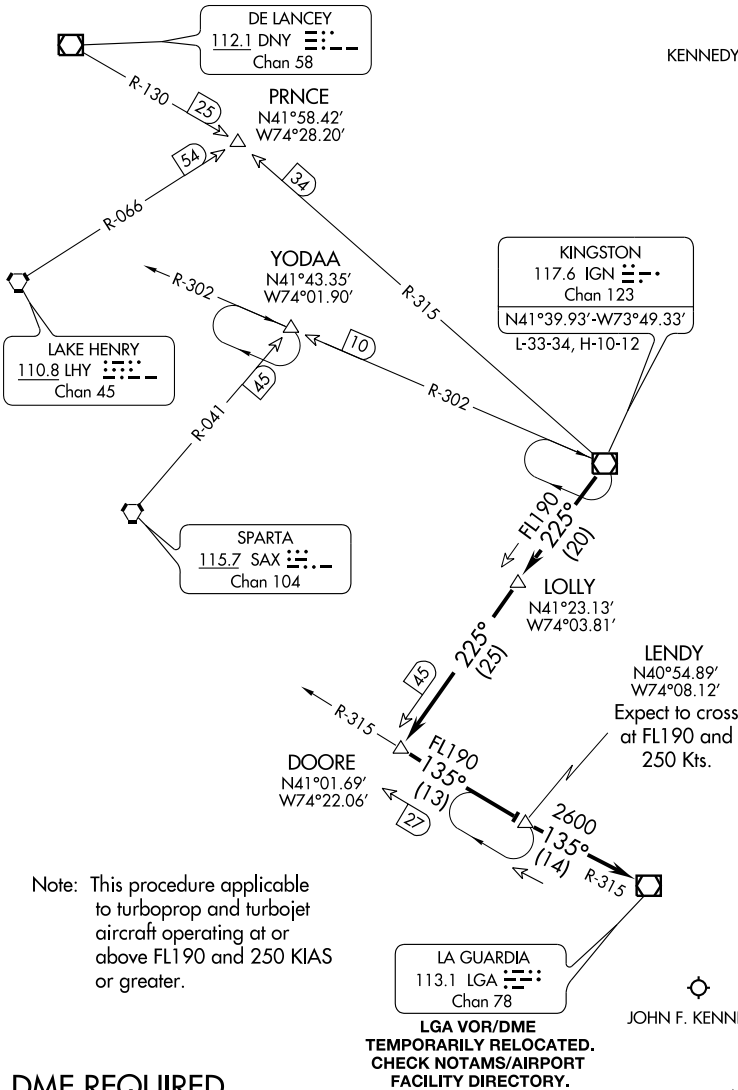 DE LANCEY
112.1 DNY
Chan 58
KENNEDY
R-130
25
PRNCE
N41°58.42'
W74°28.20'
54
R-066
34
R-315
YODAA
N41°43.35'
W74°01.90'
R-302
KINGSTON
117.6 IGN
Chan 123
N41°39.93'-W73°49.33'
L-33-34, H-10-12
LAKE HENRY
110.8 LHY
Chan 45
10
R-302
45
R-041
SPARTA
115.7 SAX
Chan 104
FL190
225°
(20)
LOLLY
N41°23.13'
W74°03.81'
225°
(25)
45
LENDY
N40°54.89'
W74°08.12'
Expect to cross
at FL190 and
250 Kts.
R-315
DOORE
N41°01.69'
W74°22.06'
FL190
135°
(13)
27
2600
135°
(14)
R-315
Note: This procedure applicable
to turboprop and turbojet
aircraft operating at or
above FL190 and 250 KIAS
or greater.
LA GUARDIA
113.1 LGA
Chan 78
JOHN F. KENN
LGA VOR/DME
TEMPORARILY RELOCATED.
CHECK NOTAMS/AIRPORT
FACILITY DIRECTORY.
DME REQUIRED